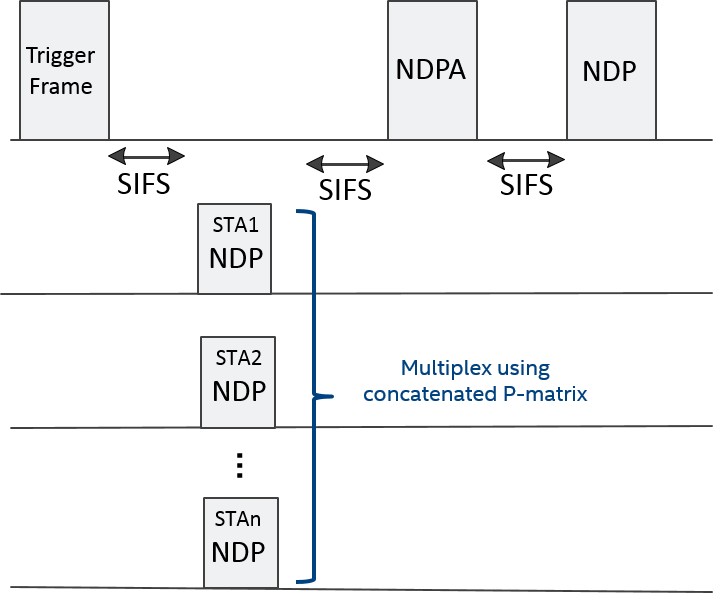 Trigger
Frame
NDPA
NDP
SIFS
SIFS
SIFS
STA1
NDP
STA2
NDP
Multiplex using
concatenated P-matrix
...
STAn
NDP